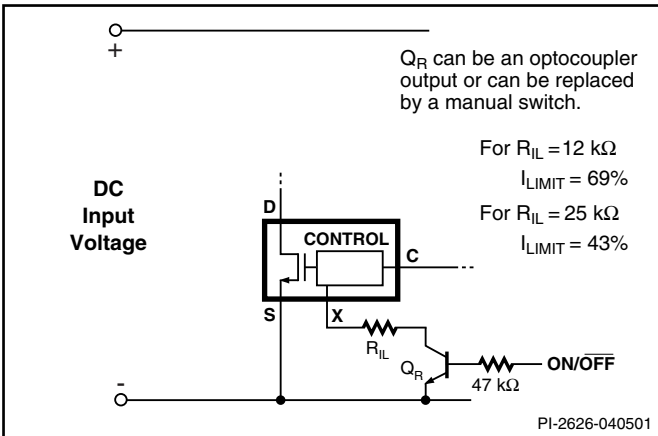 +
Q_R can be an optocoupler
output or can be replaced
by a manual switch.
For R_IL = 12 kΩ
I_LIMIT = 69%
For R_IL = 25 kΩ
I_LIMIT = 43%
DC
Input
Voltage
D
CONTROL
C
S
X
R_IL
Q_R
47 kΩ
ON/O̅F̅F̅
-
PI-2626-040501